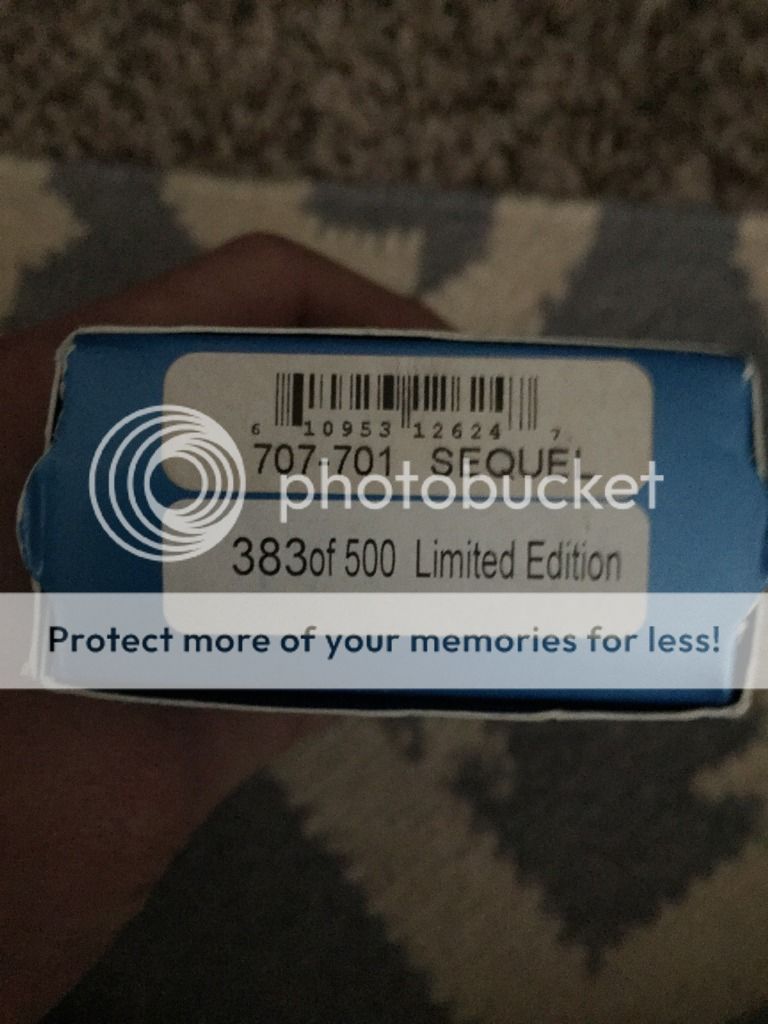 6 10953 12624 7
707-701 SEQUEL
photobucket
383of 500 Limited Edition
Protect more of your memories for less!